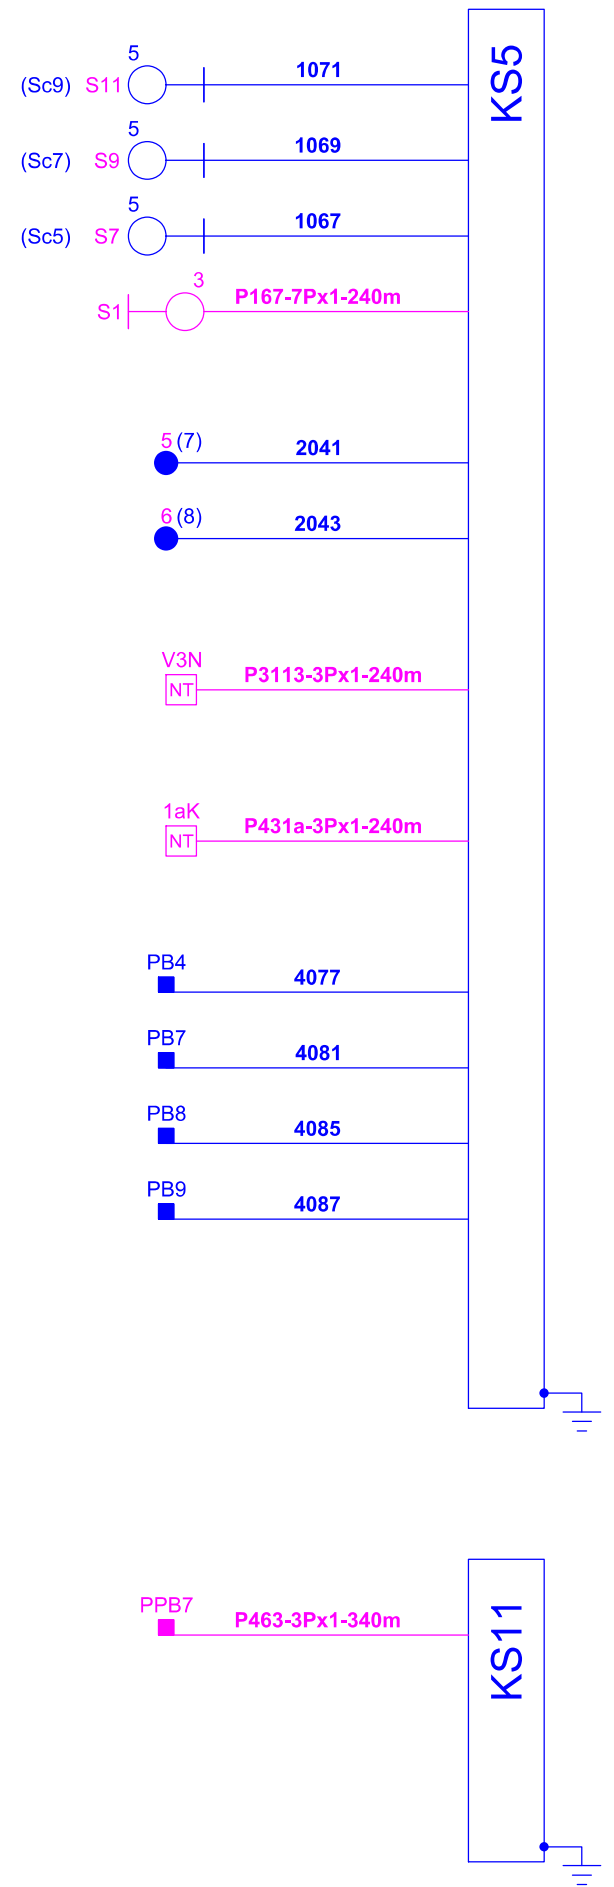 KS5
5
(Sc9) S11 1071
5
(Sc7) S9 1069
5
(Sc5) S7 1067
3
S1 P167-7Px1-240m
5 (7) 2041
6 (8) 2043
V3N
NT P3113-3Px1-240m
1aK
NT P431a-3Px1-240m
PB4 4077
PB7 4081
PB8 4085
PB9 4087
KS11
PPB7 P463-3Px1-340m